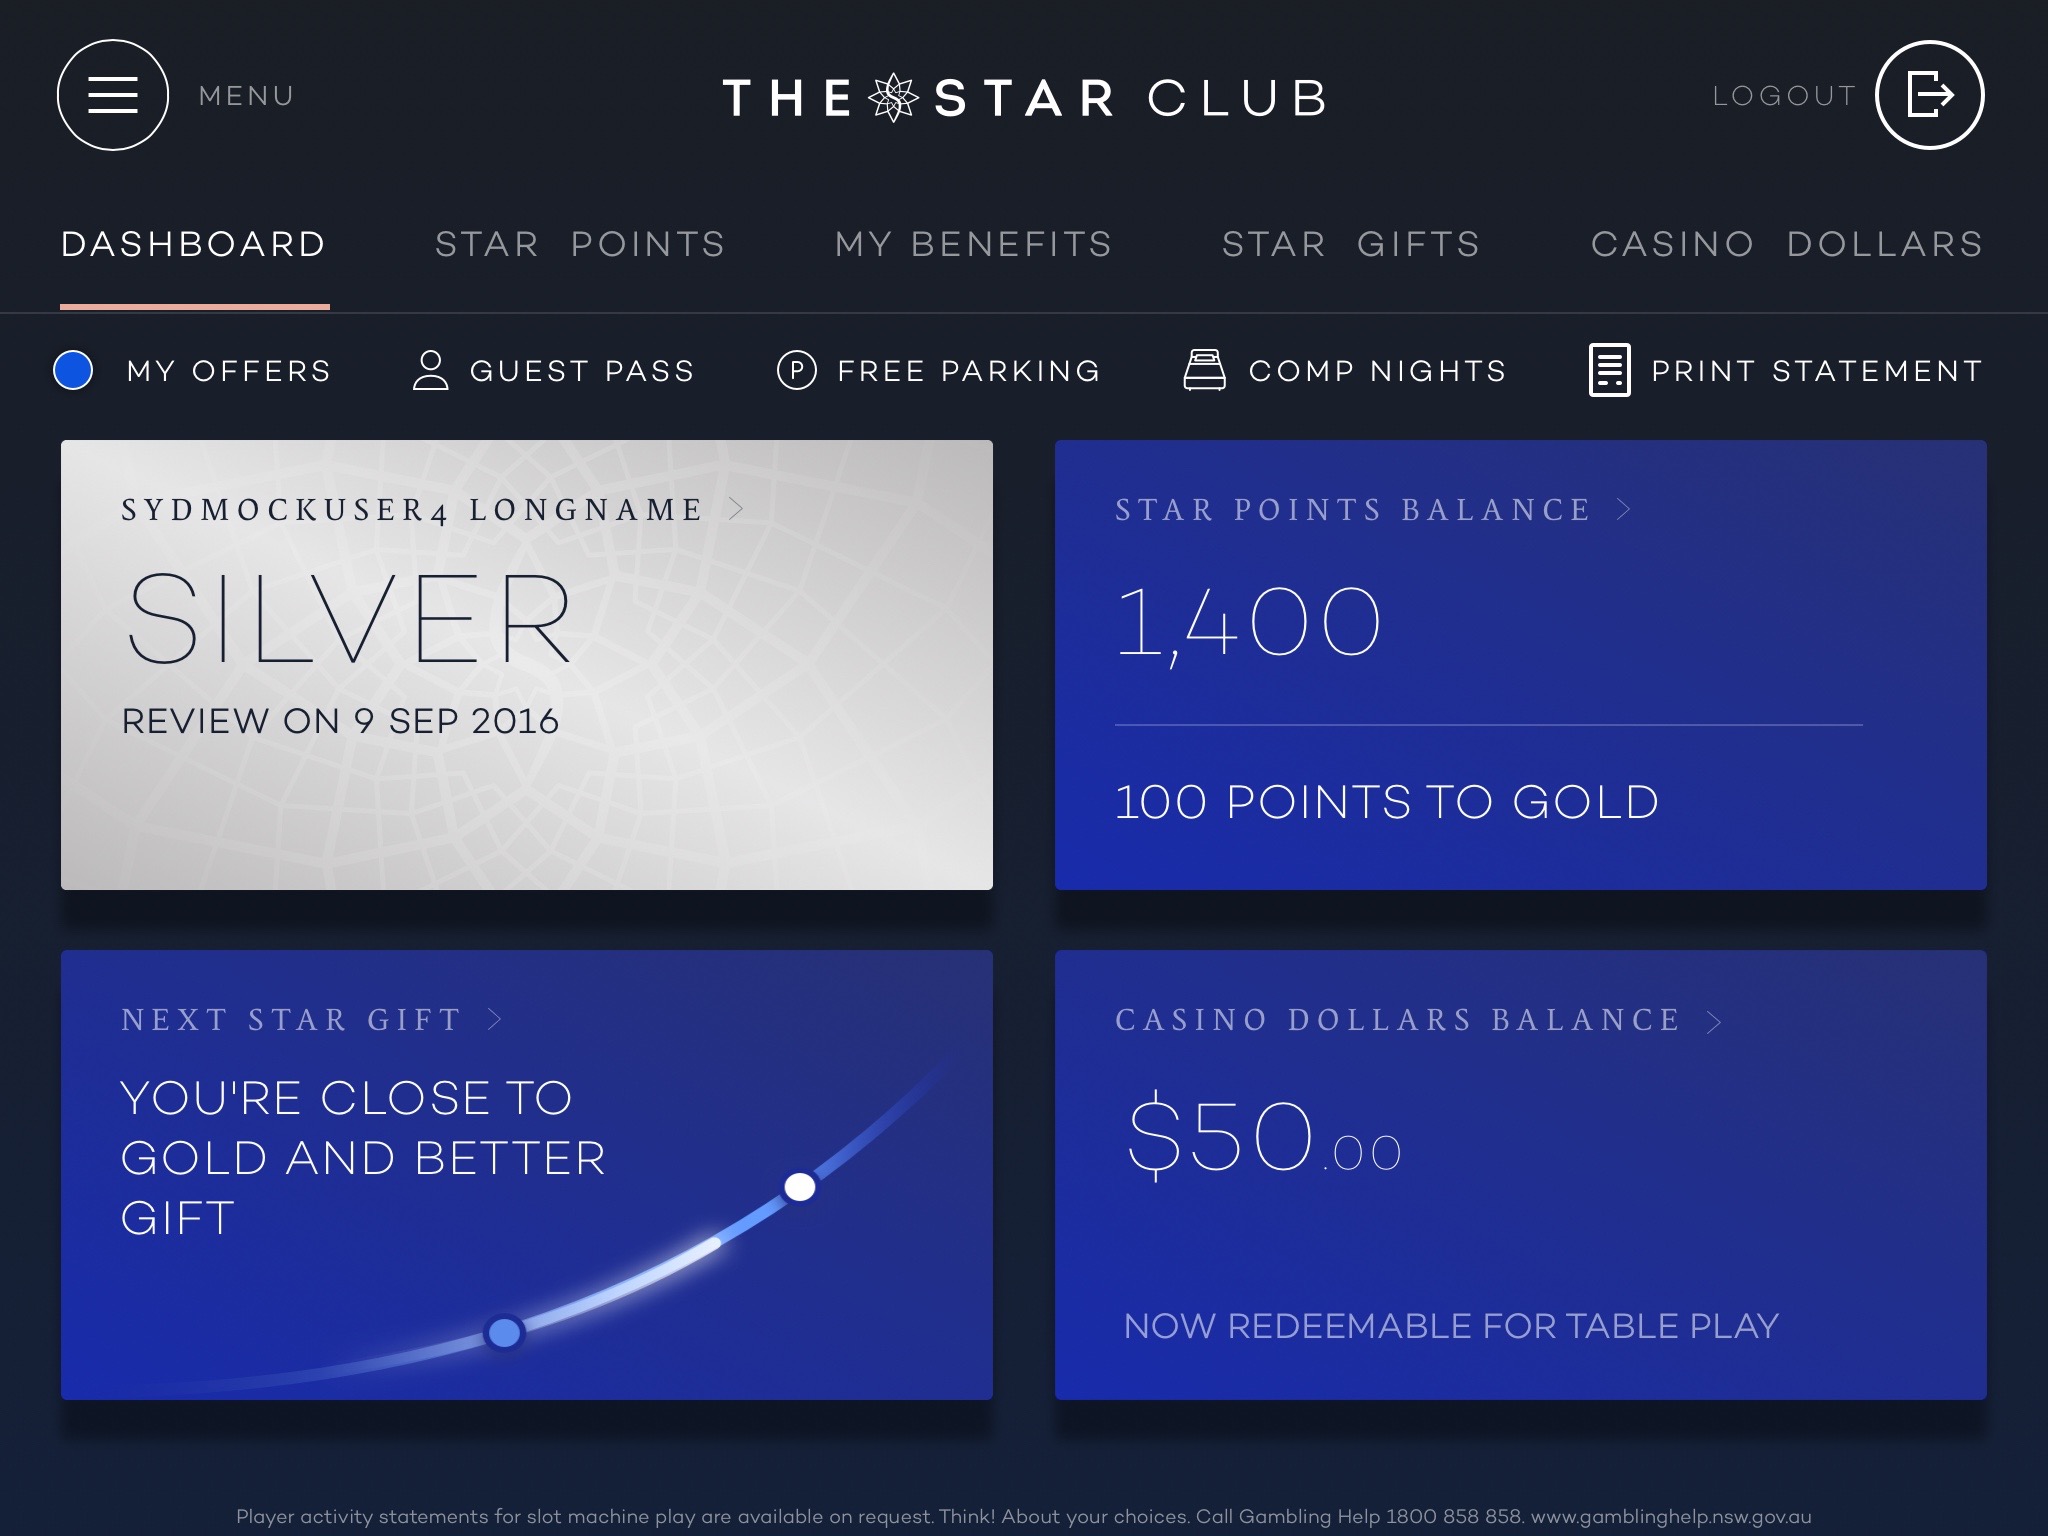 MENU
THE STAR CLUB
LOGOUT
DASHBOARD
STAR POINTS
MY BENEFITS
STAR GIFTS
CASINO DOLLARS
MY OFFERS
GUEST PASS
P
FREE PARKING
COMP NIGHTS
PRINT STATEMENT
SYDMOCKUSER4 LONGNAME >
SILVER
REVIEW ON 9 SEP 2016
STAR POINTS BALANCE >
1,400
100 POINTS TO GOLD
NEXT STAR GIFT >
YOU'RE CLOSE TO
GOLD AND BETTER
GIFT
CASINO DOLLARS BALANCE >
$50.00
NOW REDEEMABLE FOR TABLE PLAY
Player activity statements for slot machine play are available on request. Think! About your choices. Call Gambling Help 1800 858 858. www.gamblinghelp.nsw.gov.au